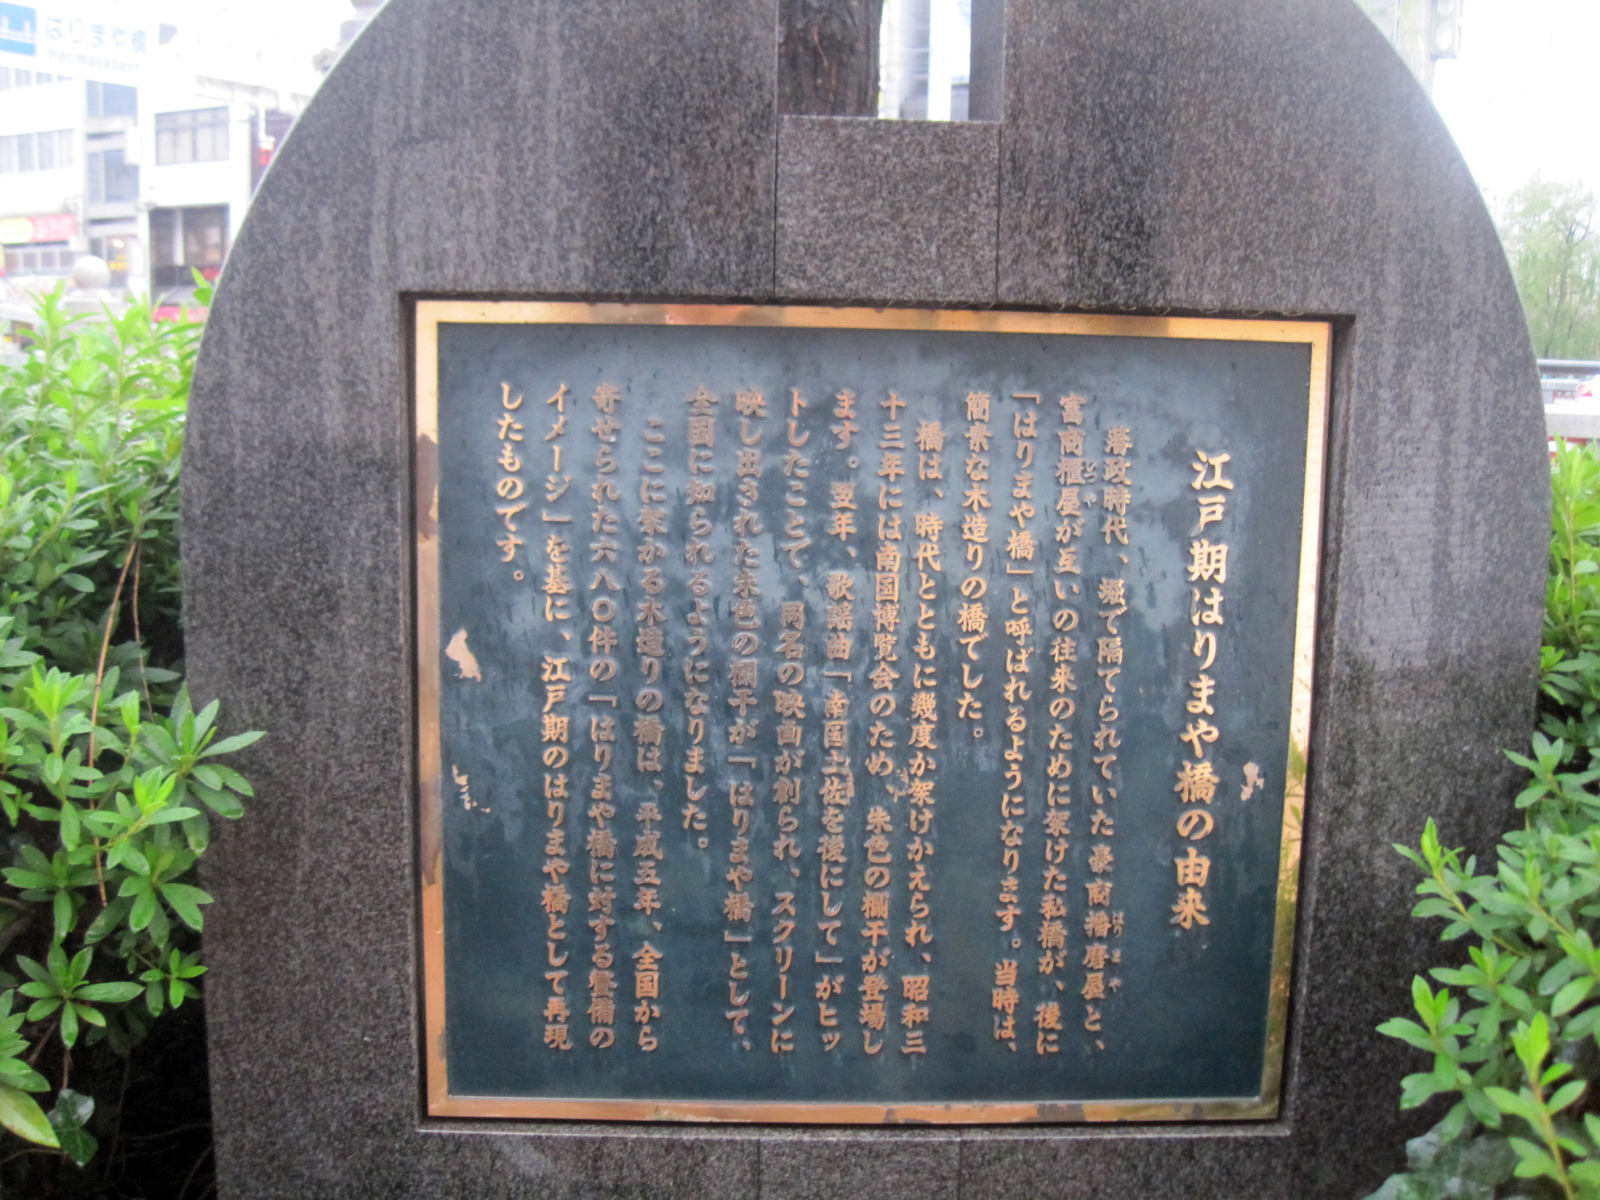 はりまや橋
江戸期はりまや橋の由来
藩政時代、堀で隔てられていた豪商播磨屋と、
はりまや
富商櫃屋が互いの往来のために架けた私橋が、後に
ひつや
「はりまや橋」と呼ばれるようになります。当時は、
簡素な木造りの橋でした。
橋は、時代とともに幾度か架けかえられ、昭和三
十三年には南国博覧会のため、朱色の欄干が登場し
ます。翌年、歌謡曲「南国土佐を後にして」がヒッ
トしたことで、同名の映画が創られ、スクリーンに
映し出された朱色の欄干が「はりまや橋」として、
全国に知られるようになりました。
ここに架かる木造りの橋は、平成五年、全国から
寄せられた六八〇件の「はりまや橋に対する整備の
イメージ」を基に、江戸期のはりまや橋として再現
したものです。